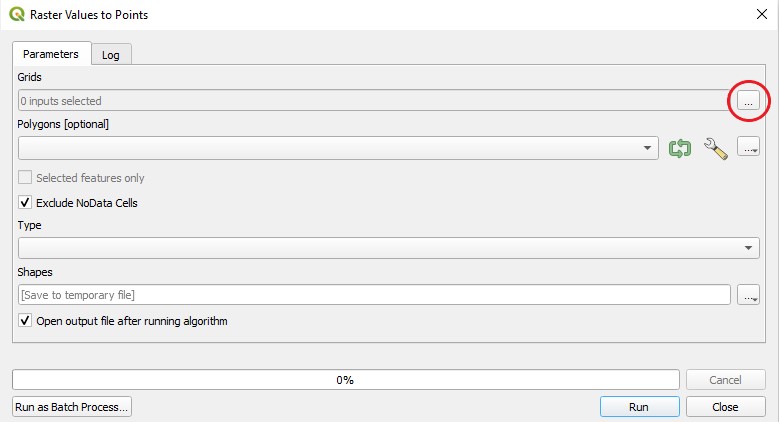 Raster Values to Points
Parameters
Log
Grids
0 inputs selected
...
Polygons [optional]
...
Selected features only
Exclude NoData Cells
Type
Shapes
[Save to temporary file]
...
Open output file after running algorithm
0%
Cancel
Run as Batch Process...
Run
Close